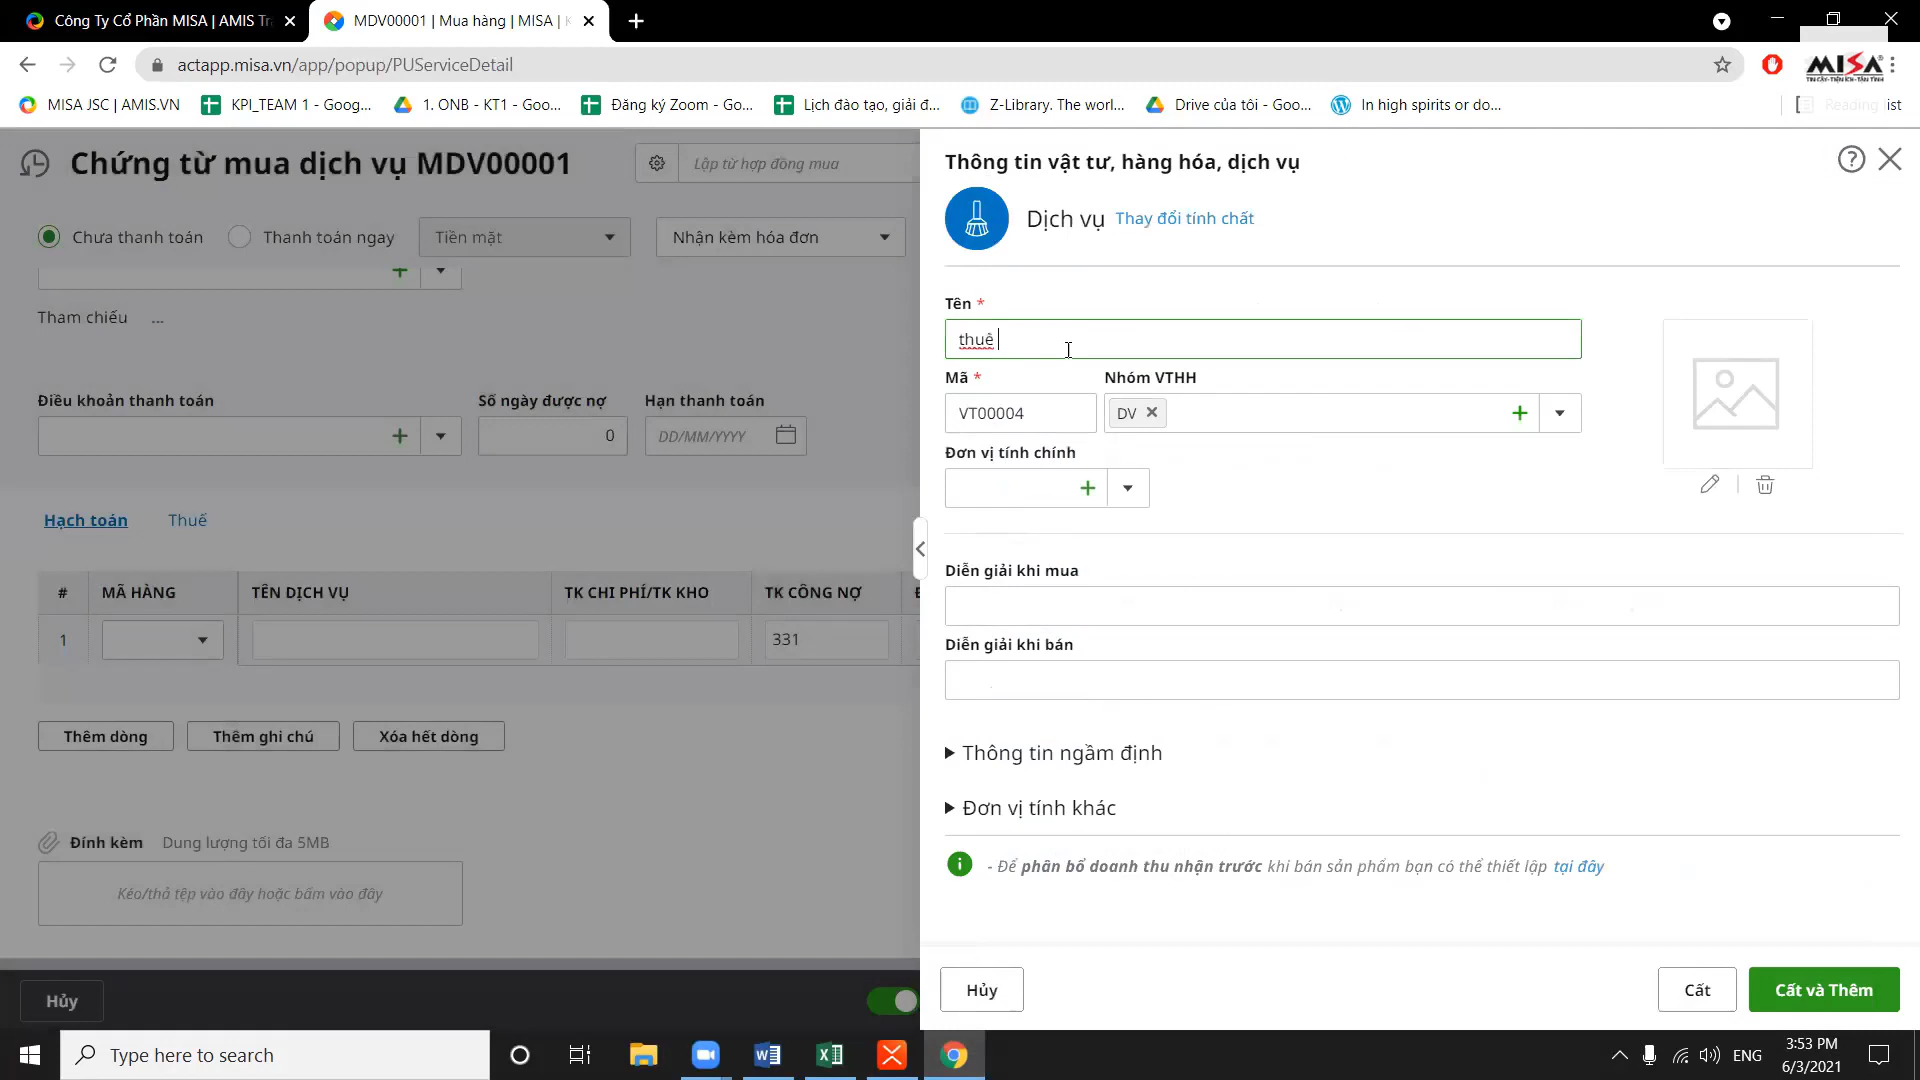 Công Ty Cổ Phần MISA | AMIS Tr
MDV00001 | Mua hàng | MISA |
actapp.misa.vn/app/popup/PUServiceDetail
MISA
TIN CẬY-TIỆN ÍCH-TẬN TÌNH
MISA JSC | AMIS.VN
KPI_TEAM 1 - Goog...
1. ONB - KT1 - Goo...
Đăng ký Zoom - Go...
Lịch đào tạo, giải đ...
Z-Library. The worl...
Drive của tôi - Goo...
In high spirits or do...
Reading list
Chứng từ mua dịch vụ MDV00001
Lập từ hợp đồng mua
Chưa thanh toán
Thanh toán ngay
Tiền mặt
Nhận kèm hóa đơn
Tham chiếu ...
Điều khoản thanh toán
Số ngày được nợ
Hạn thanh toán
0
DD/MM/YYYY
Hạch toán
Thuế
# MÃ HÀNG TÊN DỊCH VỤ TK CHI PHÍ/TK KHO TK CÔNG NỢ
1 331
Thêm dòng
Thêm ghi chú
Xóa hết dòng
Đính kèm Dung lượng tối đa 5MB
Kéo/thả tệp vào đây hoặc bấm vào đây
Hủy
Thông tin vật tư, hàng hóa, dịch vụ
Dịch vụ Thay đổi tính chất
Tên *
thuê
Mã *
Nhóm VTHH
VT00004
DV
Đơn vị tính chính
Diễn giải khi mua
Diễn giải khi bán
Thông tin ngầm định
Đơn vị tính khác
- Để phân bổ doanh thu nhận trước khi bán sản phẩm bạn có thể thiết lập tại đây
Hủy
Cất
Cất và Thêm
Type here to search
ENG
3:53 PM
6/3/2021